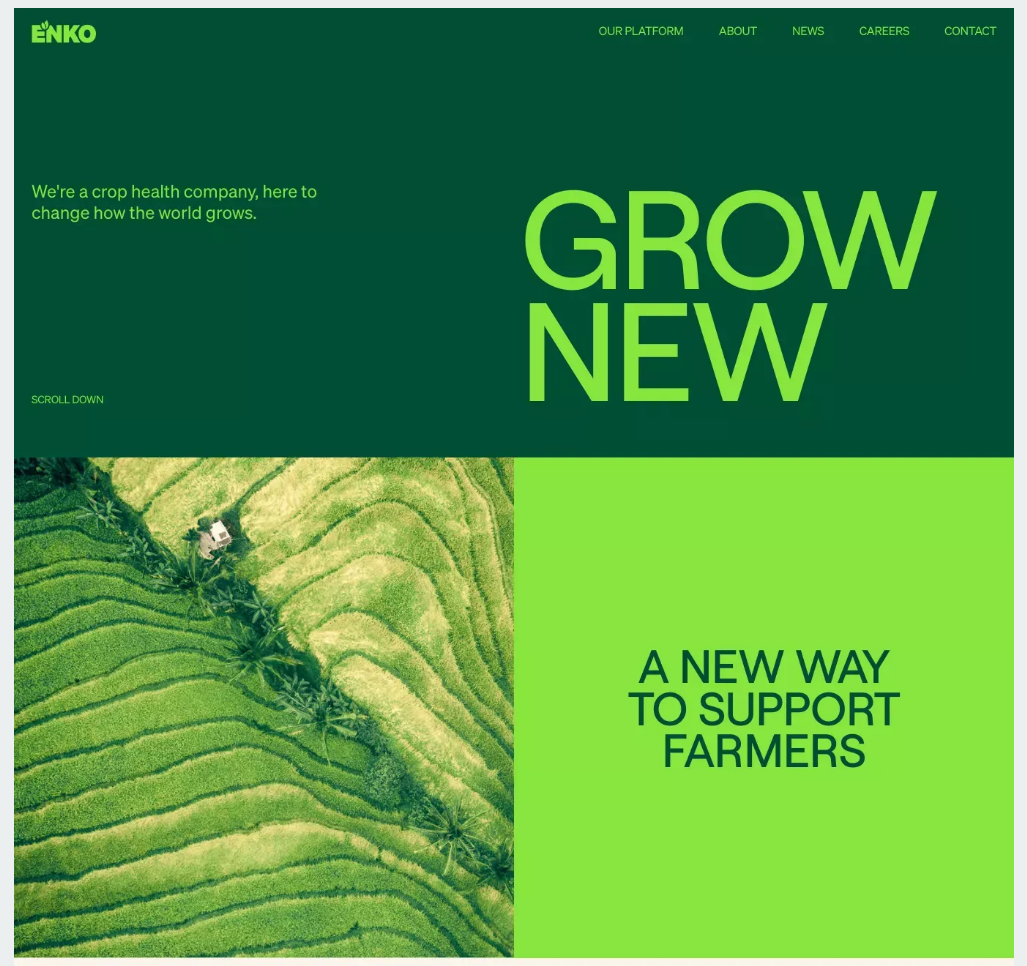 ENKO
OUR PLATFORM
ABOUT
NEWS
CAREERS
CONTACT
We're a crop health company, here to
change how the world grows.
GROW
NEW
SCROLL DOWN
A NEW WAY
TO SUPPORT
FARMERS